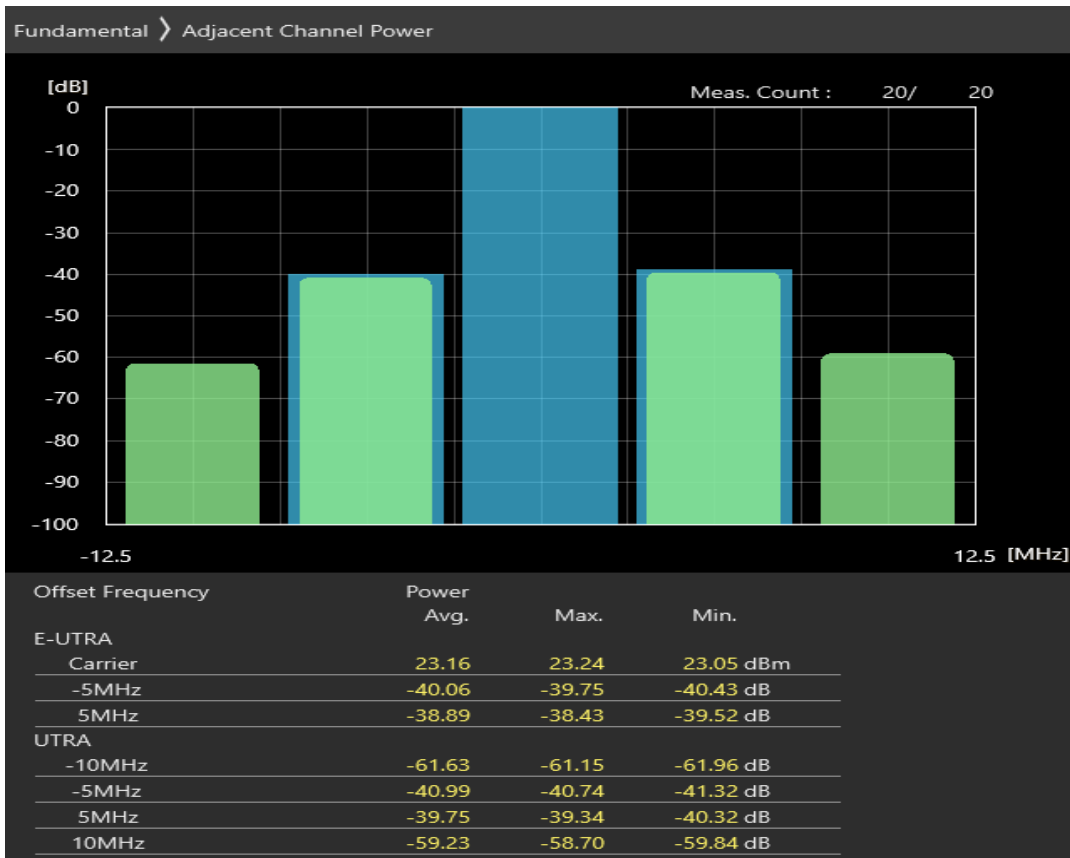 Fundamental 〉 Adjacent Channel Power
[dB]
Meas. Count : 20/ 20
0
-10
-20
-30
-40
-50
-60
-70
-80
-90
-100
-12.5 12.5 [MHz]
Offset Frequency Power
Avg. Max. Min.
E-UTRA
Carrier 23.16 23.24 23.05 dBm
-5MHz -40.06 -39.75 -40.43 dB
5MHz -38.89 -38.43 -39.52 dB
UTRA
-10MHz -61.63 -61.15 -61.96 dB
-5MHz -40.99 -40.74 -41.32 dB
5MHz -39.75 -39.34 -40.32 dB
10MHz -59.23 -58.70 -59.84 dB